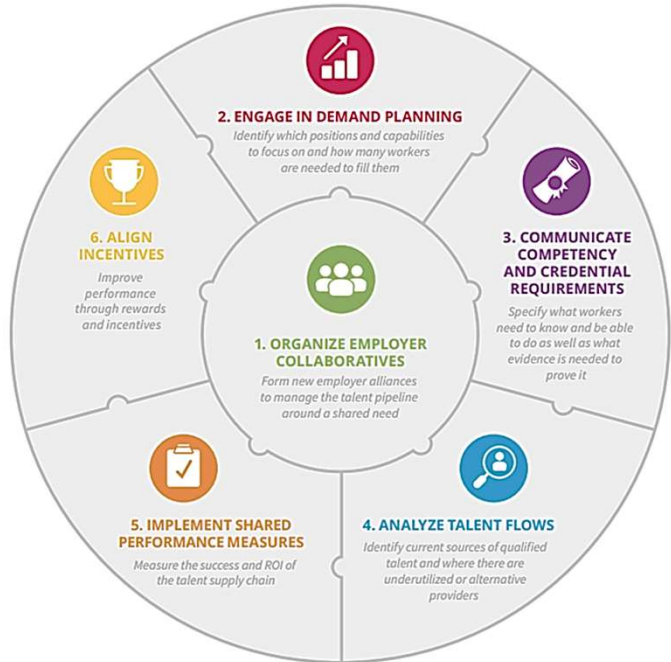 2. ENGAGE IN DEMAND PLANNING
Identify which positions and capabilities
to focus on and how many workers
are needed to fill them
3. COMMUNICATE
COMPETENCY
AND CREDENTIAL
REQUIREMENTS
Specify what workers
need to know and be able
to do as well as what
evidence is needed to
prove it
6. ALIGN
INCENTIVES
Improve
performance
through rewards
and incentives
1. ORGANIZE EMPLOYER
COLLABORATIVES
Form new employer alliances
to manage the talent pipeline
around a shared need
5. IMPLEMENT SHARED
PERFORMANCE MEASURES
Measure the success and ROI of
the talent supply chain
4. ANALYZE TALENT FLOWS
Identify current sources of qualified
talent and where there are
underutilized or alternative
providers